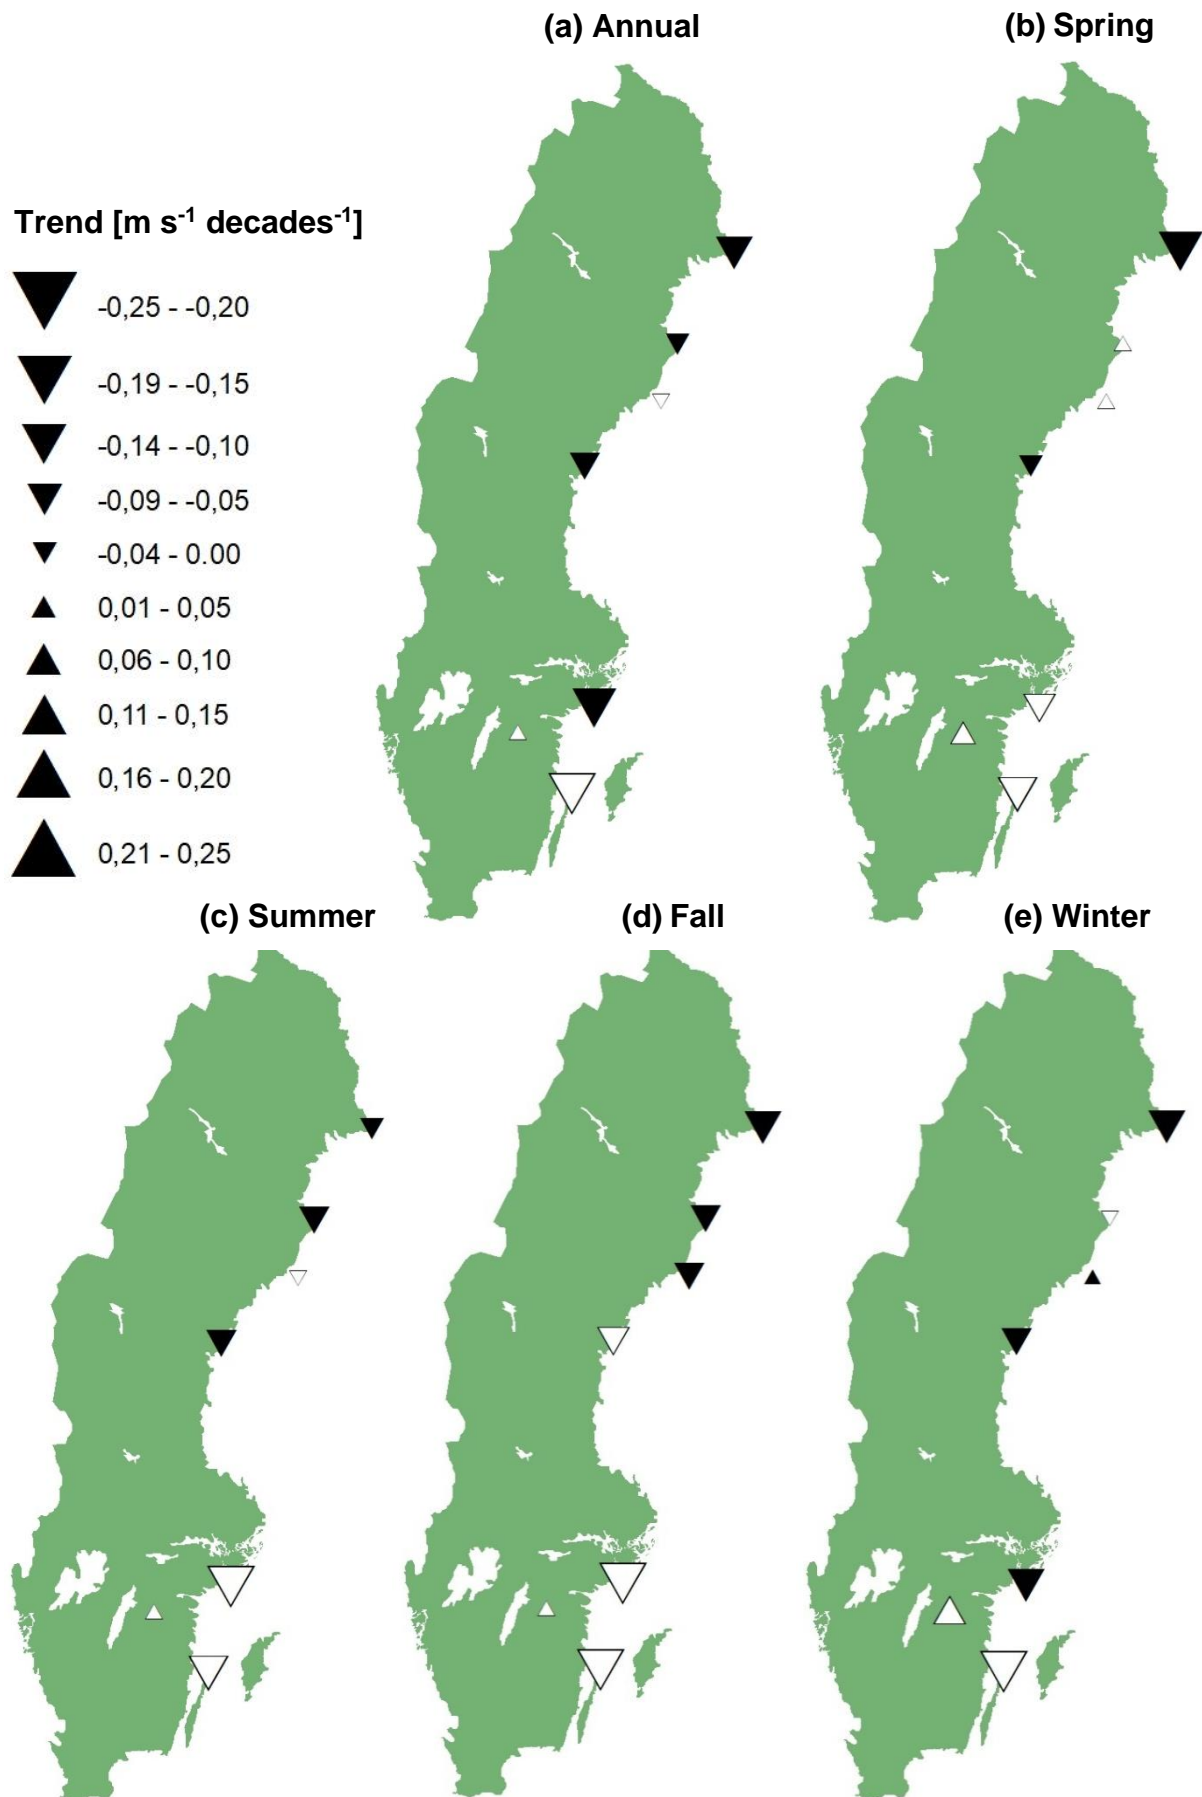 (a) Annual
(b) Spring
Trend [m s⁻¹ decades⁻¹]
-0,25 - -0,20
-0,19 - -0,15
-0,14 - -0,10
-0,09 - -0,05
-0,04 - 0.00
0,01 - 0,05
0,06 - 0,10
0,11 - 0,15
0,16 - 0,20
0,21 - 0,25
(c) Summer
(d) Fall
(e) Winter